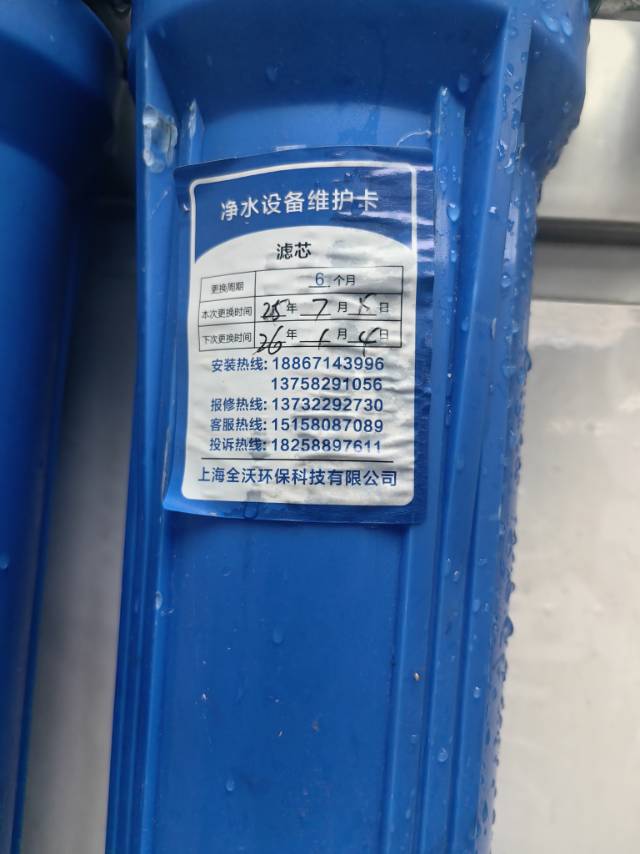 净水设备维护卡
滤芯
更换周期 6 个月
本次更换时间 25 年 7 月 5 日
下次更换时间 26 年 1 月 4 日
安装热线: 18867143996
13758291056
报修热线: 13732292730
客服热线: 15158087089
投诉热线: 18258897611
上海全沃环保科技有限公司